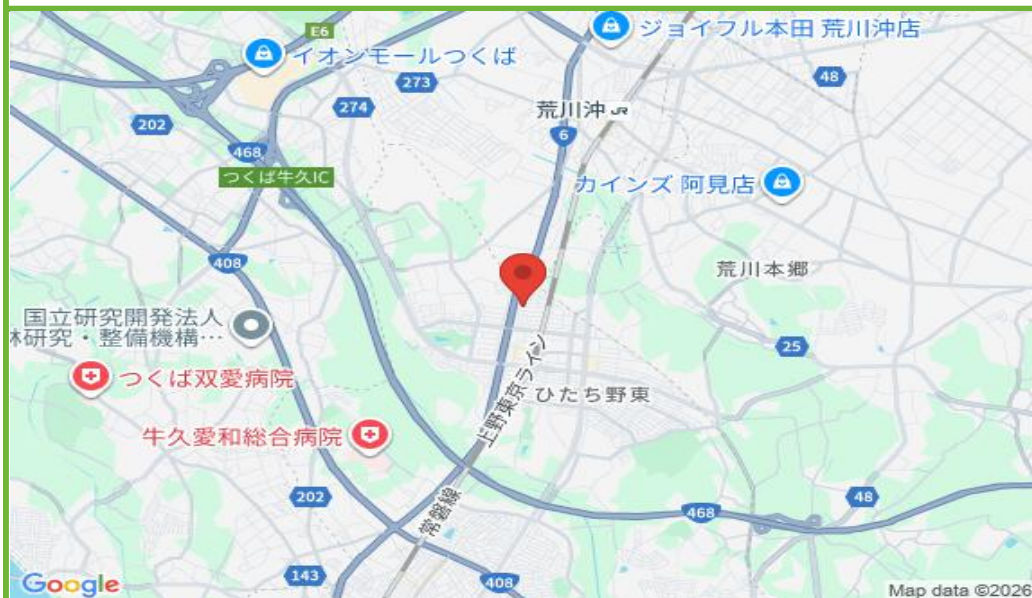 ジョイフル本田 荒川沖店
E6
イオンモールつくば
48
273
274
荒川沖 JR
202
6
468
つくば牛久IC
カインズ 阿見店
408
荒川本郷
国立研究開発法人
林研究・整備機構…
25
つくば双愛病院
上野東京ライン
ひたち野東
牛久愛和総合病院
202
常磐線
48
468
143
408
Google
Map data ©2026